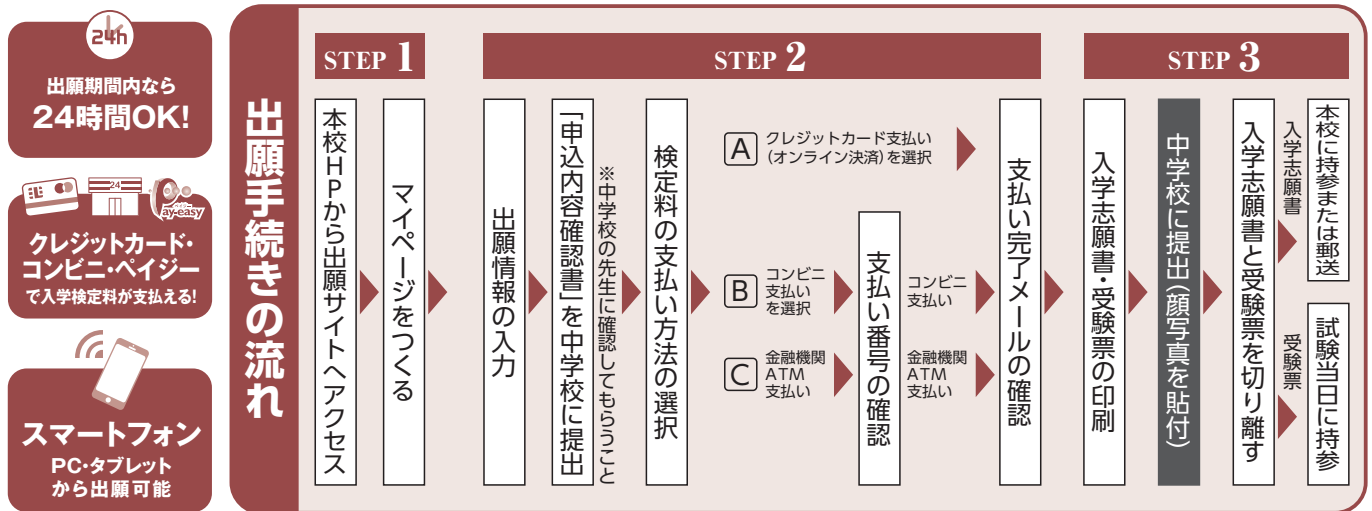 24h
出願期間内なら
24時間OK!
24
Pay-easy
クレジットカード・
コンビニ・ペイジー
で入学検定料が支払える!
スマートフォン
PC・タブレット
から出願可能
出願手続きの流れ
STEP 1
本校HPから出願サイトへアクセス
マイページをつくる
STEP 2
出願情報の入力
「申込内容確認書」を中学校に提出
※中学校の先生に確認してもらうこと
検定料の支払い方法の選択
A
クレジットカード支払い
(オンライン決済)を選択
B
コンビニ
支払い
を選択
C
金融機関
ATM
支払い
支払い番号の確認
コンビニ
支払い
金融機関
ATM
支払い
支払い完了メールの確認
STEP 3
入学志願書・受験票の印刷
中学校に提出(顔写真を貼付)
入学志願書と受験票を切り離す
入学志願書
本校に持参または郵送
受験票
試験当日に持参